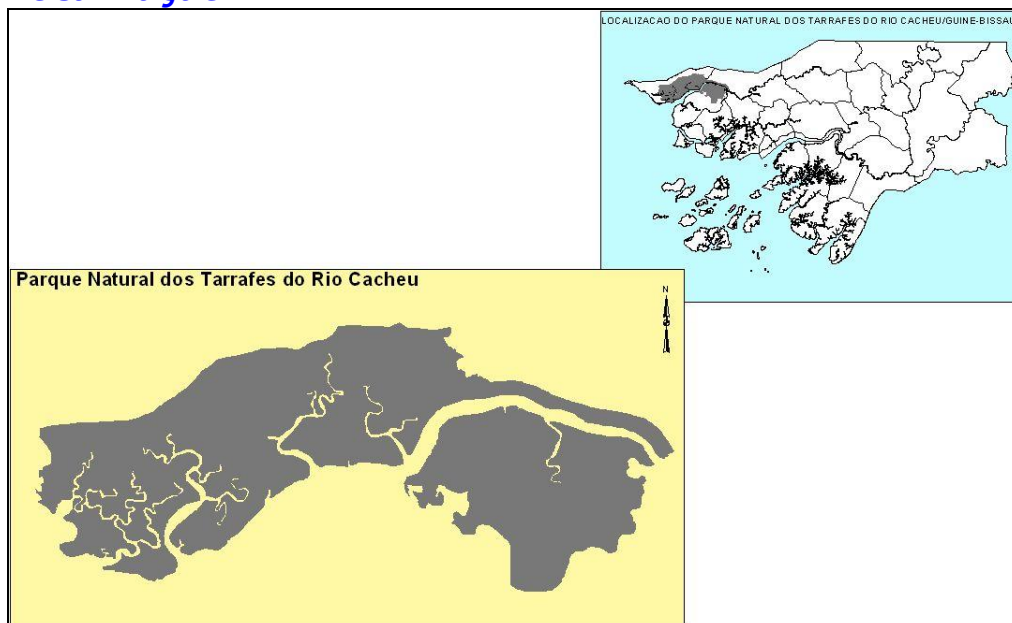 LOCALIZACAO DO PARQUE NATURAL DOS TARRAFES DO RIO CACHEU/GUINE-BISSAU
Parque Natural dos Tarrafes do Rio Cacheu
N